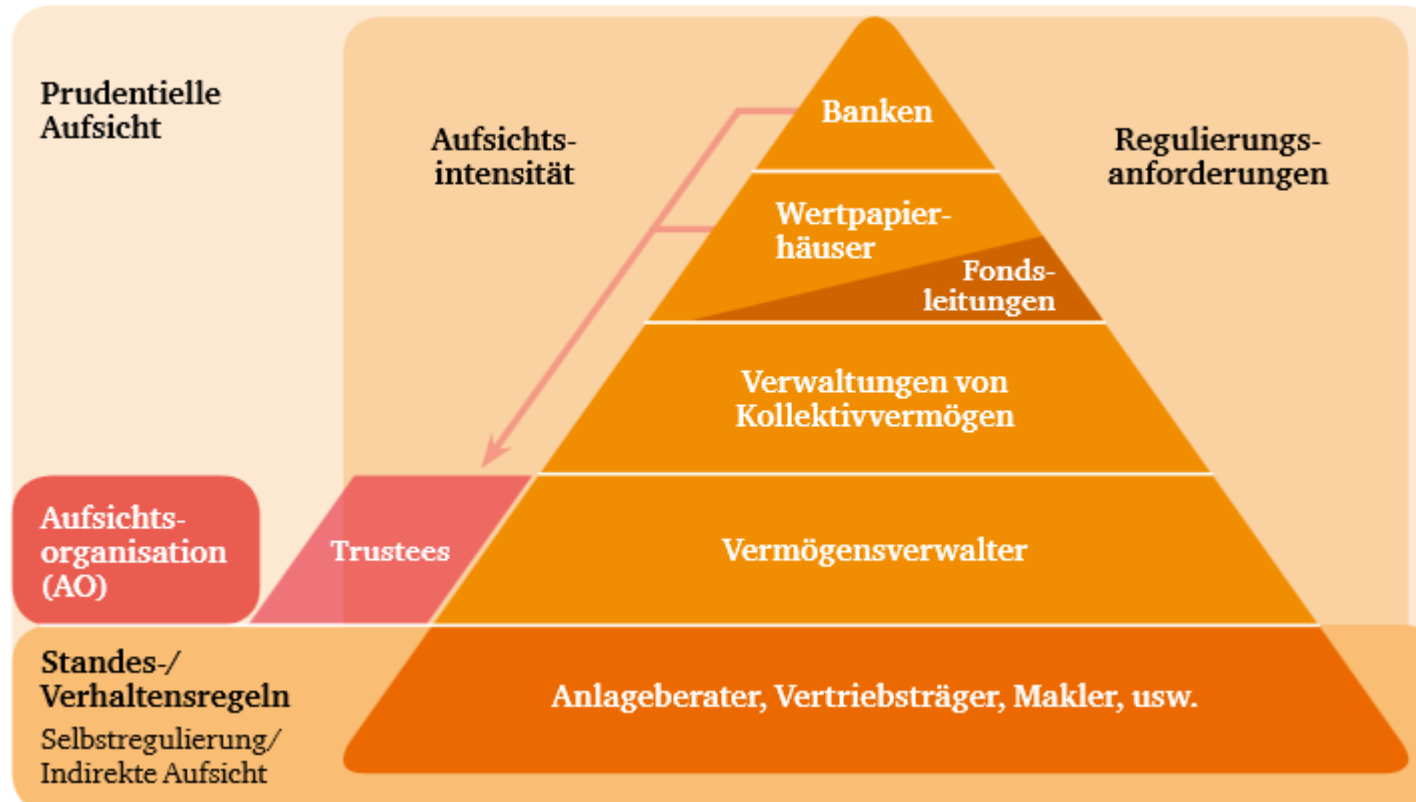 Prudentielle
Aufsicht
Aufsichts-
intensität
Banken
Regulierungs-
anforderungen
Wertpapier-
häuser
Fonds-
leitungen
Verwaltungen von
Kollektivvermögen
Aufsichts-
organisation
(AO)
Trustees
Vermögensverwalter
Standes-/
Verhaltensregeln
Selbstregulierung/
Indirekte Aufsicht
Anlageberater, Vertriebsträger, Makler, usw.